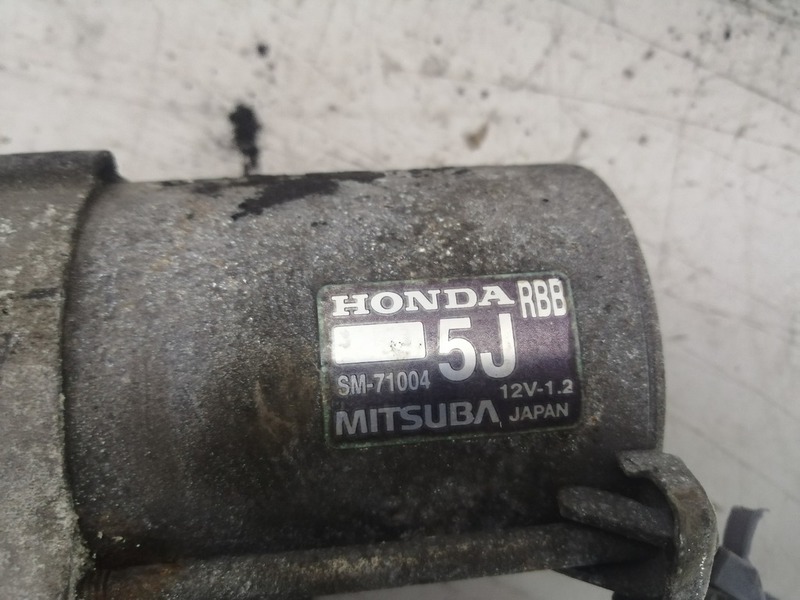 HONDA RBB
5J
SM-71004
12V-1.2
MITSUBA JAPAN